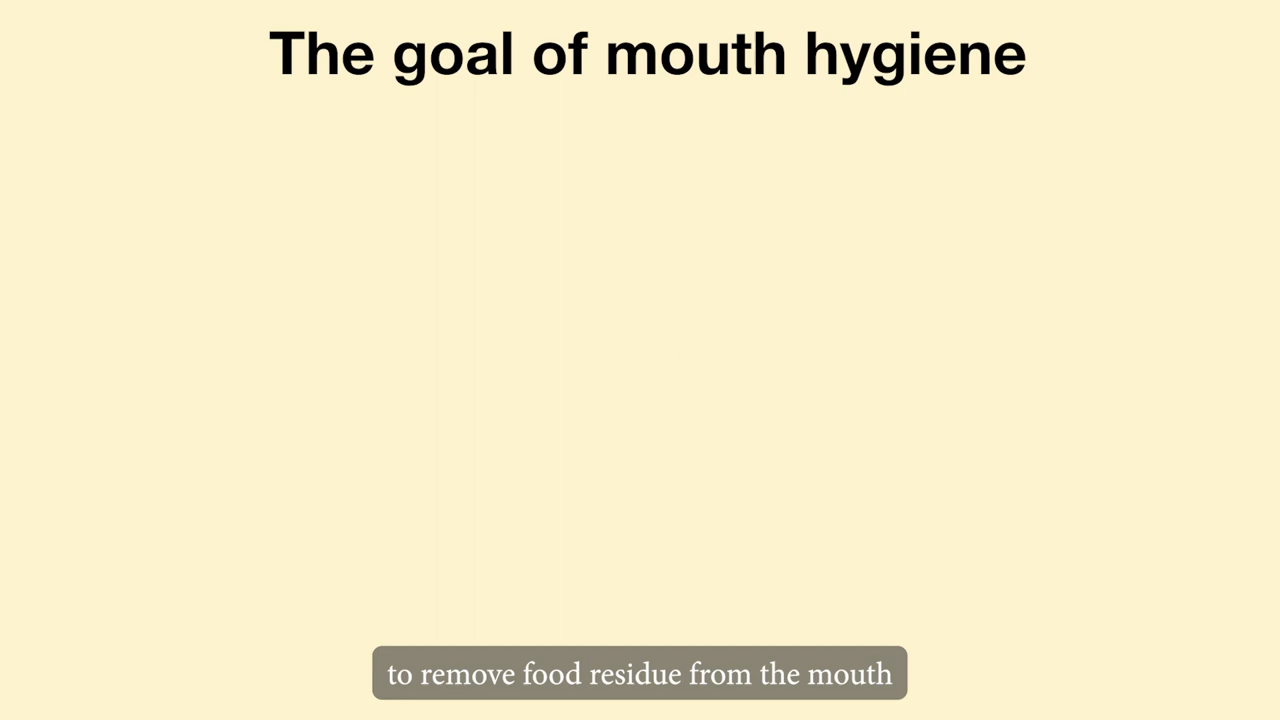 The goal of mouth hygiene
to remove food residue from the mouth